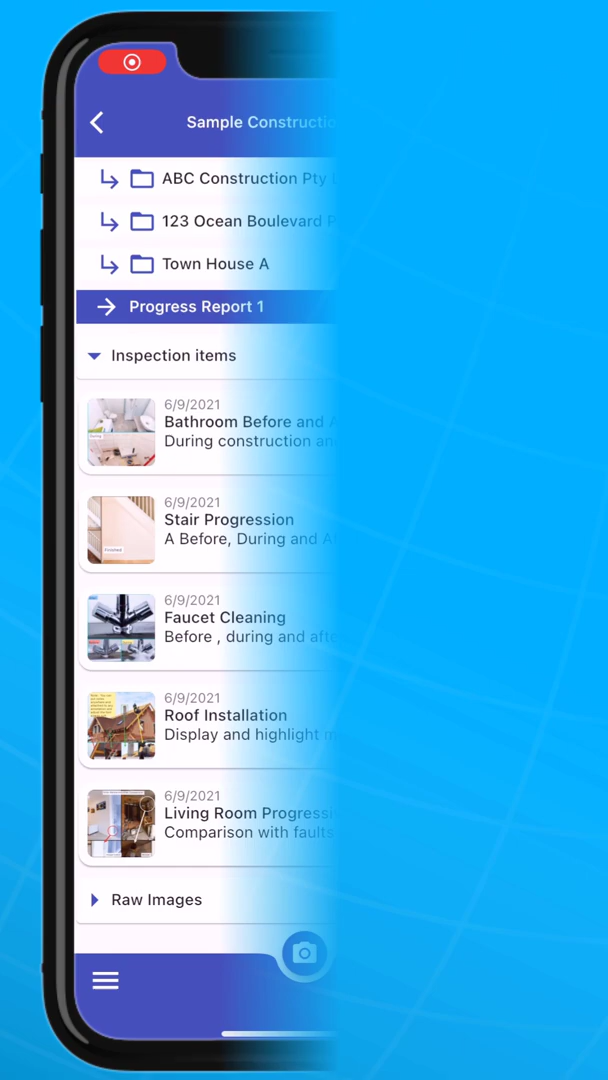 Sample Constructio
ABC Construction Pty
123 Ocean Boulevard P
Town House A
Progress Report 1
Inspection items
6/9/2021
Bathroom Before and A
During construction an
6/9/2021
Stair Progression
A Before, During and A
Finished
6/9/2021
Faucet Cleaning
Before , during and afte
6/9/2021
Roof Installation
Display and highlight m
6/9/2021
Living Room Progressi
Comparison with faults
Raw Images